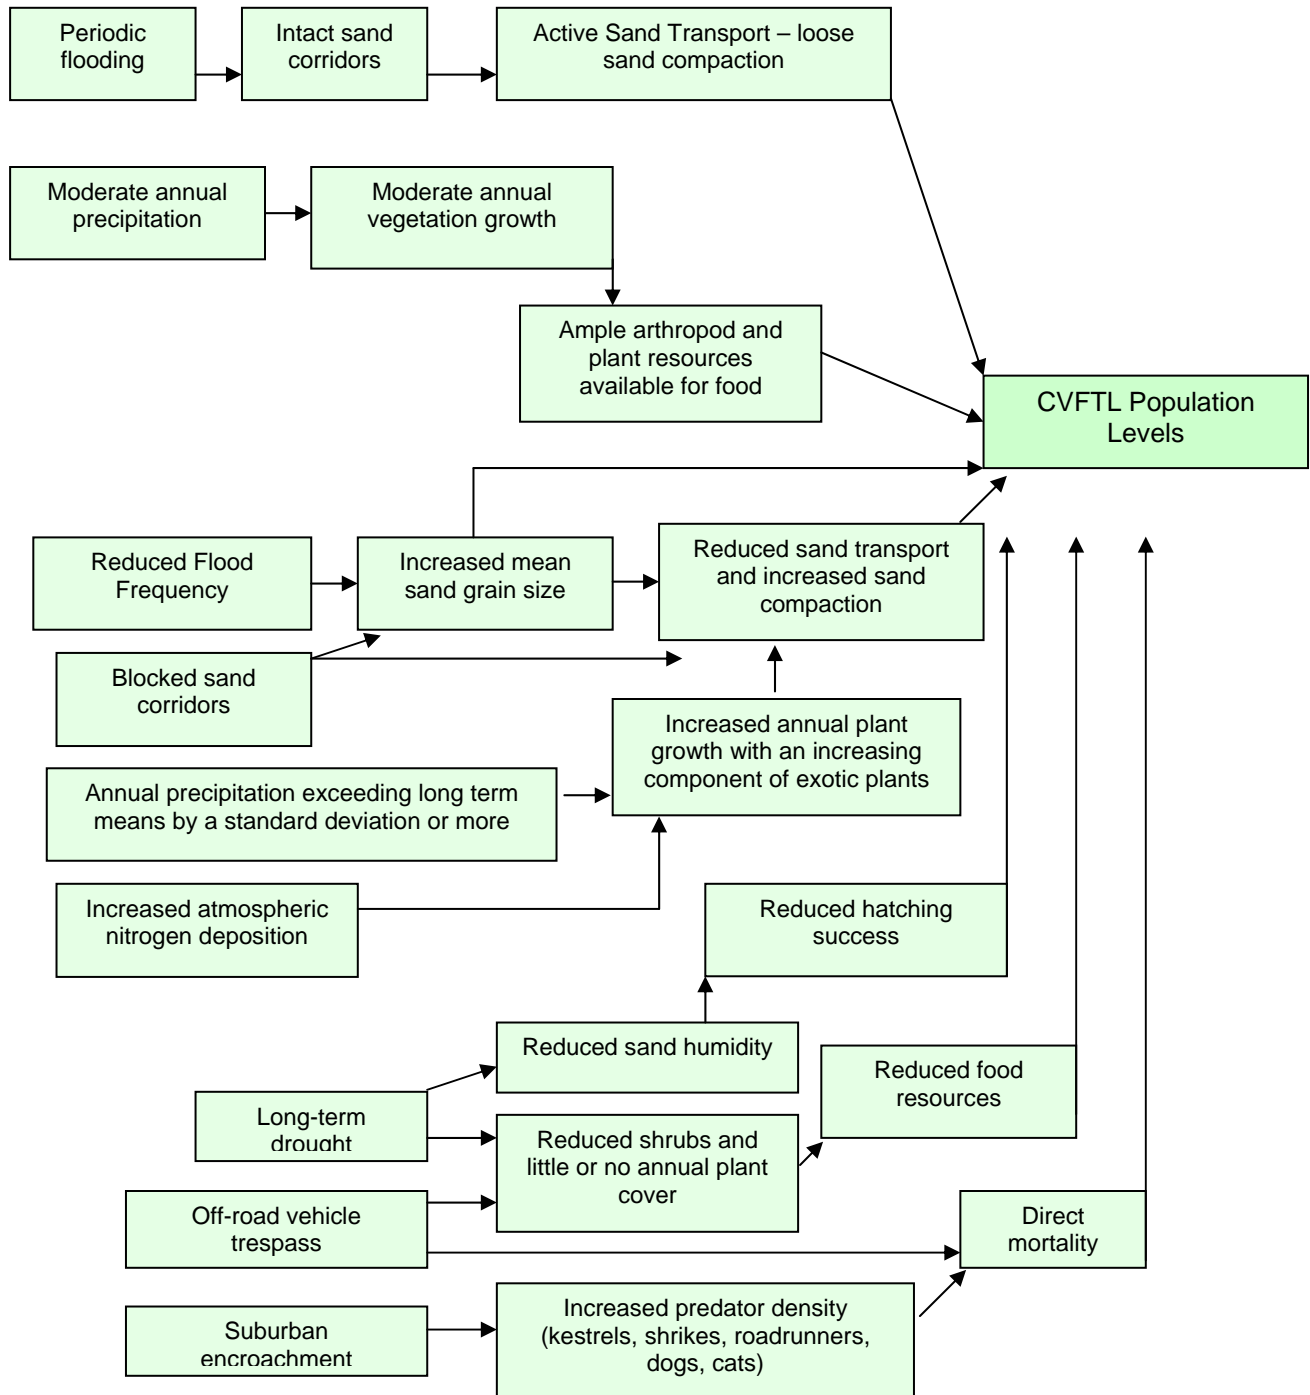 Periodic
flooding
Intact sand
corridors
Active Sand Transport – loose
sand compaction
Moderate annual
precipitation
Moderate annual
vegetation growth
Ample arthropod and
plant resources
available for food
CVFTL Population
Levels
Reduced Flood
Frequency
Increased mean
sand grain size
Reduced sand transport
and increased sand
compaction
Blocked sand
corridors
Increased annual plant
growth with an increasing
component of exotic plants
Annual precipitation exceeding long term
means by a standard deviation or more
Increased atmospheric
nitrogen deposition
Reduced hatching
success
Reduced sand humidity
Reduced food
resources
Long-term
drought
Reduced shrubs and
little or no annual plant
cover
Off-road vehicle
trespass
Direct
mortality
Suburban
encroachment
Increased predator density
(kestrels, shrikes, roadrunners,
dogs, cats)